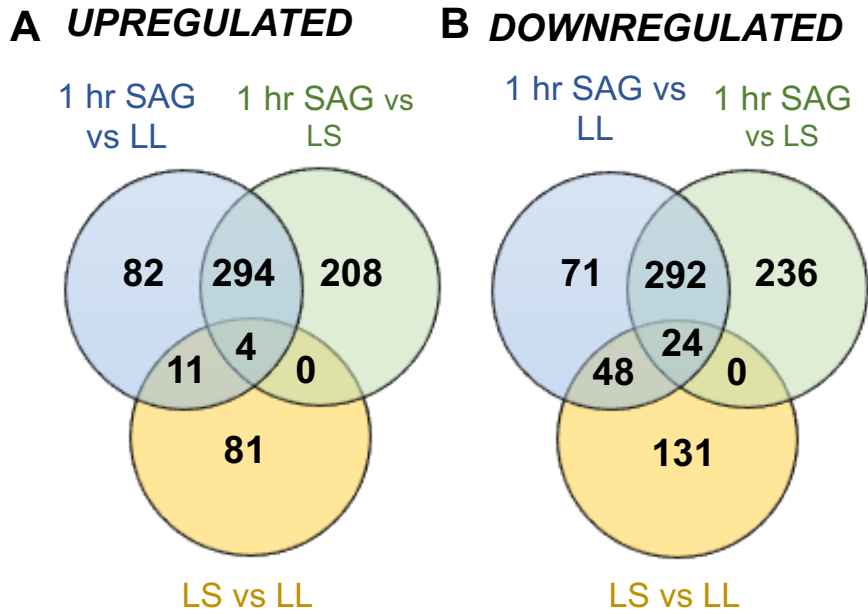 A UPREGULATED
1 hr SAG
vs LL
1 hr SAG vs
LS
82
294
208
11
4
0
81
LS vs LL
B DOWNREGULATED
1 hr SAG vs
LL
1 hr SAG
vs LS
71
292
236
48
24
0
131
LS vs LL